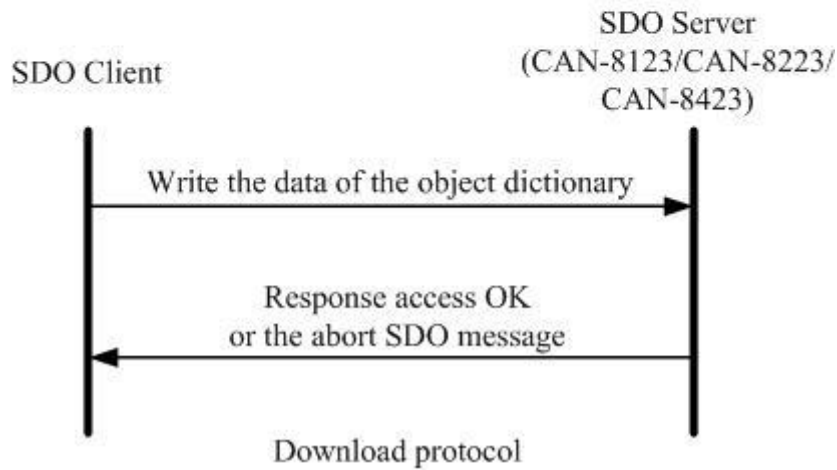 SDO Client
SDO Server
(CAN-8123/CAN-8223/
CAN-8423)
Write the data of the object dictionary
Response access OK
or the abort SDO message
Download protocol